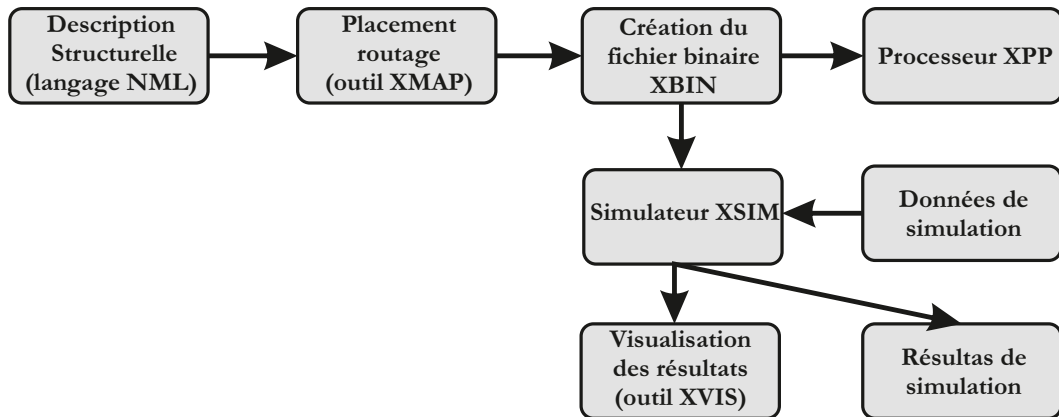 Description
Structurelle
(langage NML)
Placement
routage
(outil XMAP)
Création du
fichier binaire
XBIN
Processeur XPP
Simulateur XSIM
Données de
simulation
Visualisation
des résultats
(outil XVIS)
Résultas de
simulation